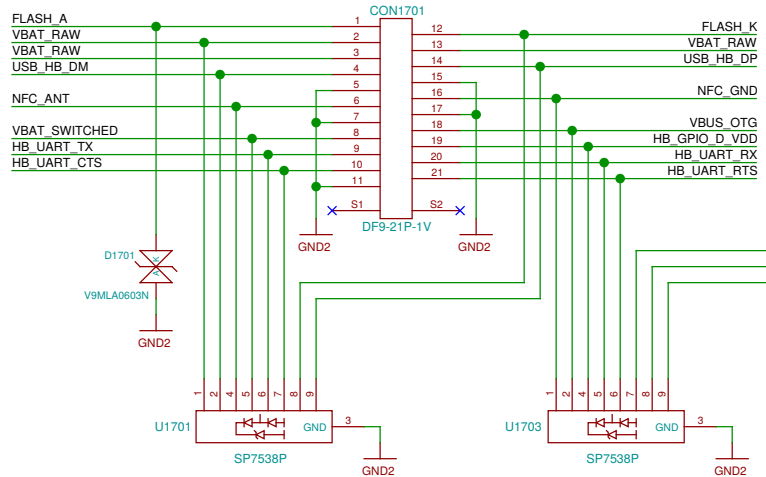 CON1701
FLASH_A
1
12
FLASH_K
VBAT_RAW
2
13
VBAT_RAW
VBAT_RAW
3
14
USB_HB_DP
USB_HB_DM
4
15
5
16
NFC_GND
NFC_ANT
6
17
7
18
VBUS_OTG
VBAT_SWITCHED
8
19
HB_GPIO_D_VDD
HB_UART_TX
9
20
HB_UART_RX
HB_UART_CTS
10
21
HB_UART_RTS
11
S1
S2
DF9-21P-1V
GND2
GND2
D1701
A
K
V9MLA0603N
GND2
1
2
4
5
6
7
8
9
U1701
GND
3
SP7538P
GND2
1
2
4
5
6
7
8
9
U1703
GND
3
SP7538P
GND2